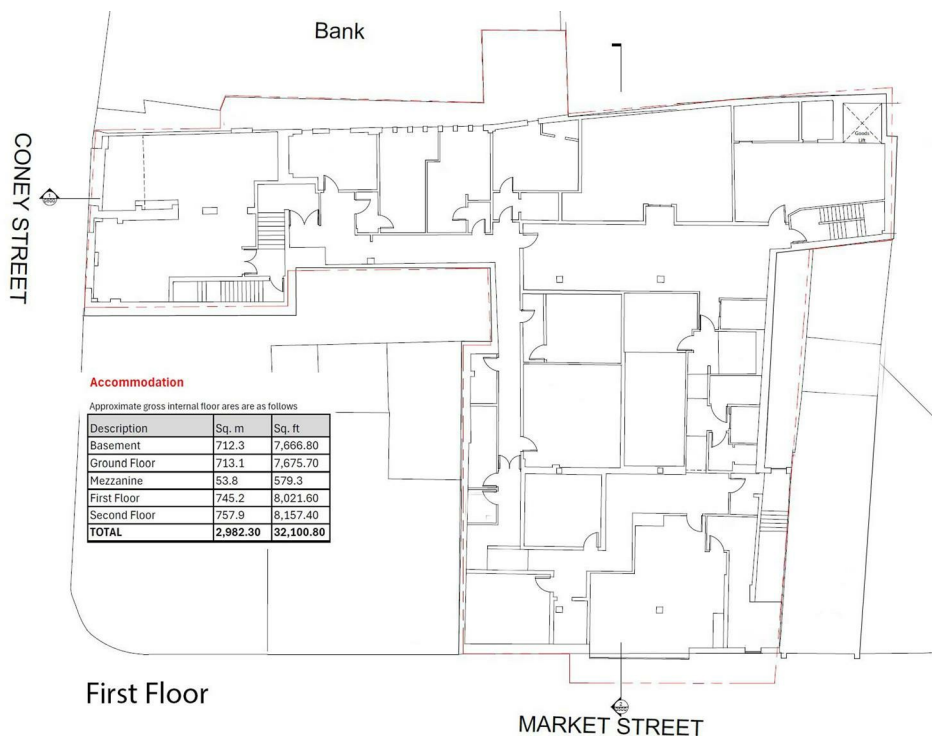 Bank
CONEY STREET
Goods
Lift
Accommodation
Approximate gross internal floor ares are as follows
Description Sq. m Sq. ft
Basement 712.3 7,666.80
Ground Floor 713.1 7,675.70
Mezzanine 53.8 579.3
First Floor 745.2 8,021.60
Second Floor 757.9 8,157.40
TOTAL 2,982.30 32,100.80
First Floor
MARKET STREET